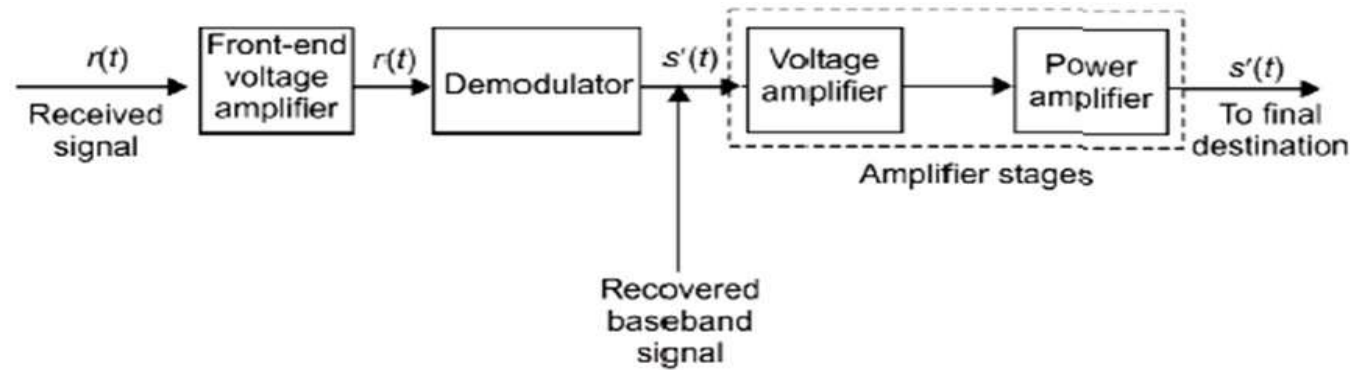 r(t)
Received
signal
Front-end
voltage
amplifier
r(t)
Demodulator
s'(t)
Voltage
amplifier
Power
amplifier
s'(t)
To final
destination
Amplifier stages
Recovered
baseband
signal